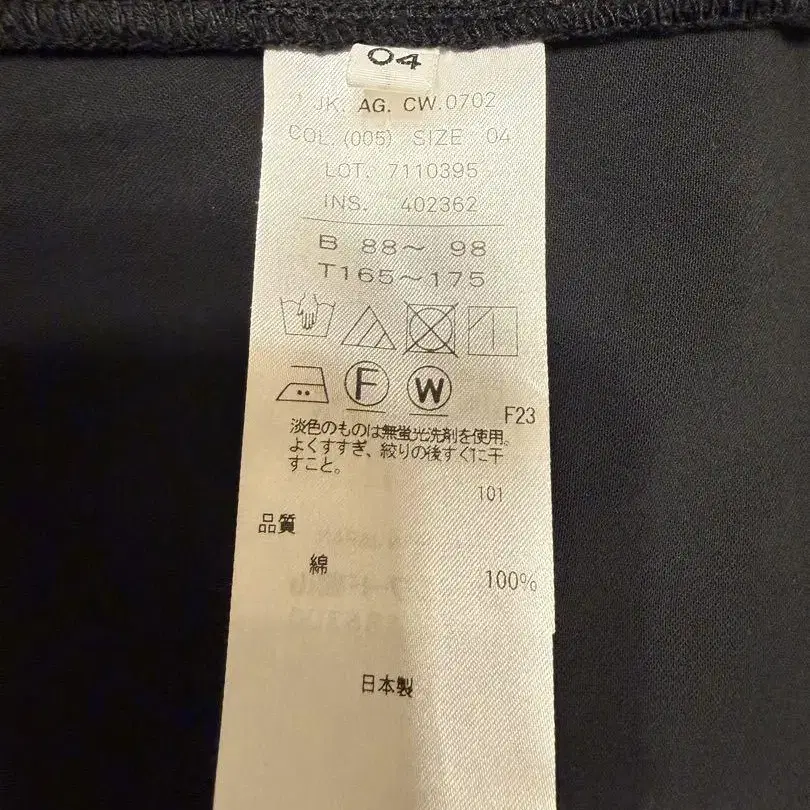 04
JK. AG. CW.0702
COL.(005) SIZE 04
LOT. 7110395
INS. 402362
B 88～ 98
T165～175
F
W
F23
淡色のものは無蛍光洗剤を使用。
よくすすぎ、絞りの後すぐに干
すこと。
101
品質
綿 100%
日本製